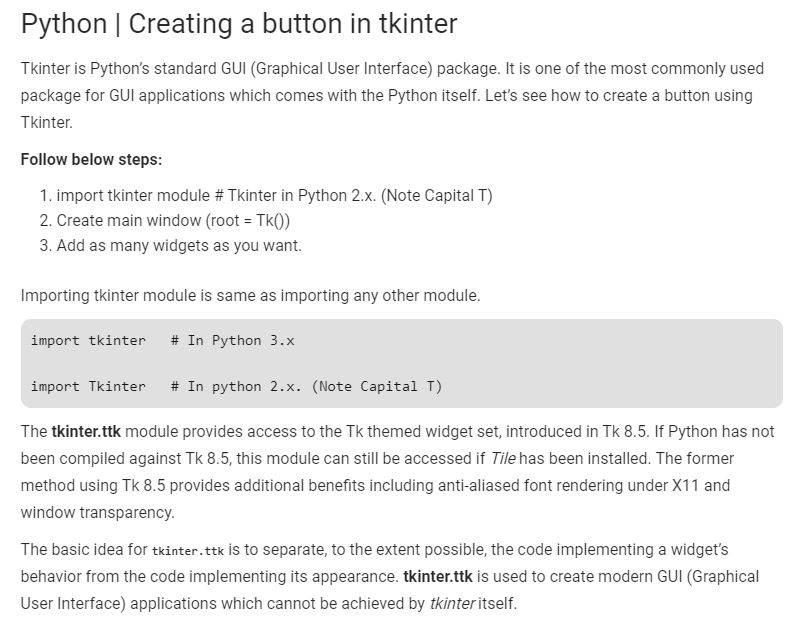 Python | Creating a button in tkinter
Tkinter is Python's standard GUI (Graphical User Interface) package. It is one of the most commonly used
package for GUI applications which comes with the Python itself. Let's see how to create a button using
Tkinter.
Follow below steps:
1. import tkinter module # Tkinter in Python 2.x. (Note Capital T)
2. Create main window (root = Tk())
3. Add as many widgets as you want.
Importing tkinter module is same as importing any other module.
import tkinter   # In Python 3.x
import Tkinter   # In python 2.x. (Note Capital T)
The tkinter.ttk module provides access to the Tk themed widget set, introduced in Tk 8.5. If Python has not
been compiled against Tk 8.5, this module can still be accessed if Tile has been installed. The former
method using Tk 8.5 provides additional benefits including anti-aliased font rendering under X11 and
window transparency.
The basic idea for tkinter.ttk is to separate, to the extent possible, the code implementing a widget's
behavior from the code implementing its appearance. tkinter.ttk is used to create modern GUI (Graphical
User Interface) applications which cannot be achieved by tkinter itself.